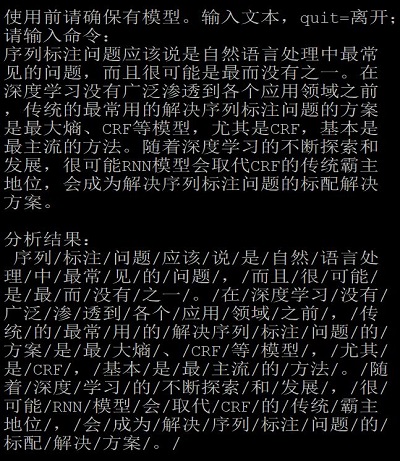 使用前请确保有模型。输入文本，quit=离开；
请输入命令：
序列标注问题应该说是自然语言处理中最常
见的问题，而且很可能是最而没有之一。在
深度学习没有广泛渗透到各个应用领域之前
，传统的最常用的解决序列标注问题的方案
是最大熵、CRF等模型，尤其是CRF，基本是
最主流的方法。随着深度学习的不断探索和
发展，很可能RNN模型会取代CRF的传统霸主
地位，会成为解决序列标注问题的标配解决
方案。
分析结果：
序列/标注/问题/应该/说/是/自然/语言处
理/中/最常/见/的/问题/，/而且/很/可能/
是/最/而/没有/之一/。/在/深度学习/没有/
广泛/渗/透到/各个/应用/领域/之前/，/传
统/的/最常/用/的/解决序列/标注/问题/的/
方案/是/最/大熵/、/CRF/等/模型/，/尤其/
是/CRF/，/基本/是/最/主流/的/方法/。/随
着/深度/学习/的/不断探索/和/发展/，/很/
可能/RNN/模型/会/取代/CRF/的/传统/霸主
地位/，/会/成为/解决/序列/标注/问题/的/
标配/解决/方案/。/